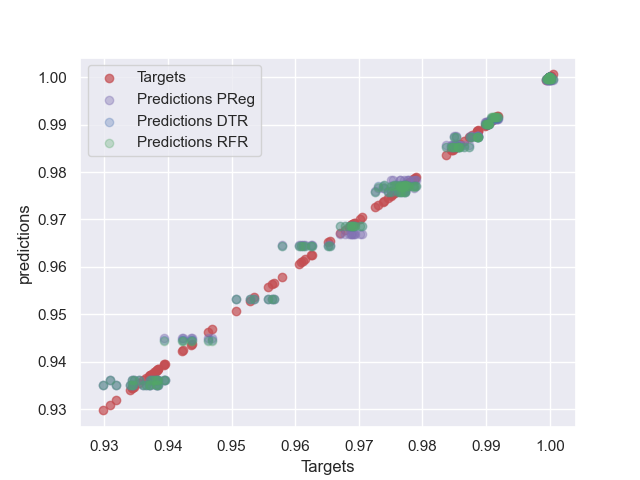 Targets
Predictions PReg
Predictions DTR
Predictions RFR
1.00
0.99
0.98
0.97
0.96
0.95
0.94
0.93
predictions
0.93 0.94 0.95 0.96 0.97 0.98 0.99 1.00
Targets